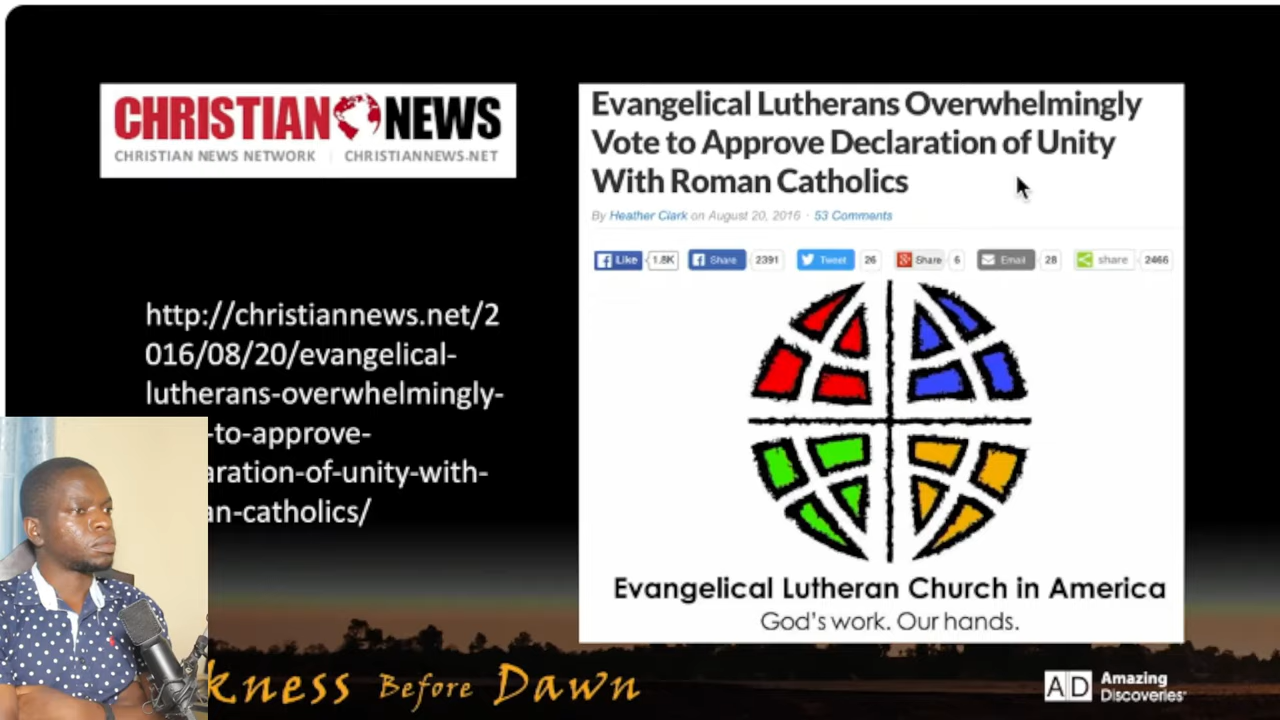 CHRISTIAN NEWS
CHRISTIAN NEWS NETWORK | CHRISTIANNEWS.NET
http://christiannews.net/2
016/08/20/evangelical-
lutherans-overwhelmingly-
-to-approve-
aration-of-unity-with-
an-catholics/
Evangelical Lutherans Overwhelmingly
Vote to Approve Declaration of Unity
With Roman Catholics
By Heather Clark on August 20, 2016 · 53 Comments
Like 1.8K Share 2391 Tweet 26 Share 6 Email 28 share 2466
Evangelical Lutheran Church in America
God's work. Our hands.
kness Before Dawn
AD Amazing
Discoveries